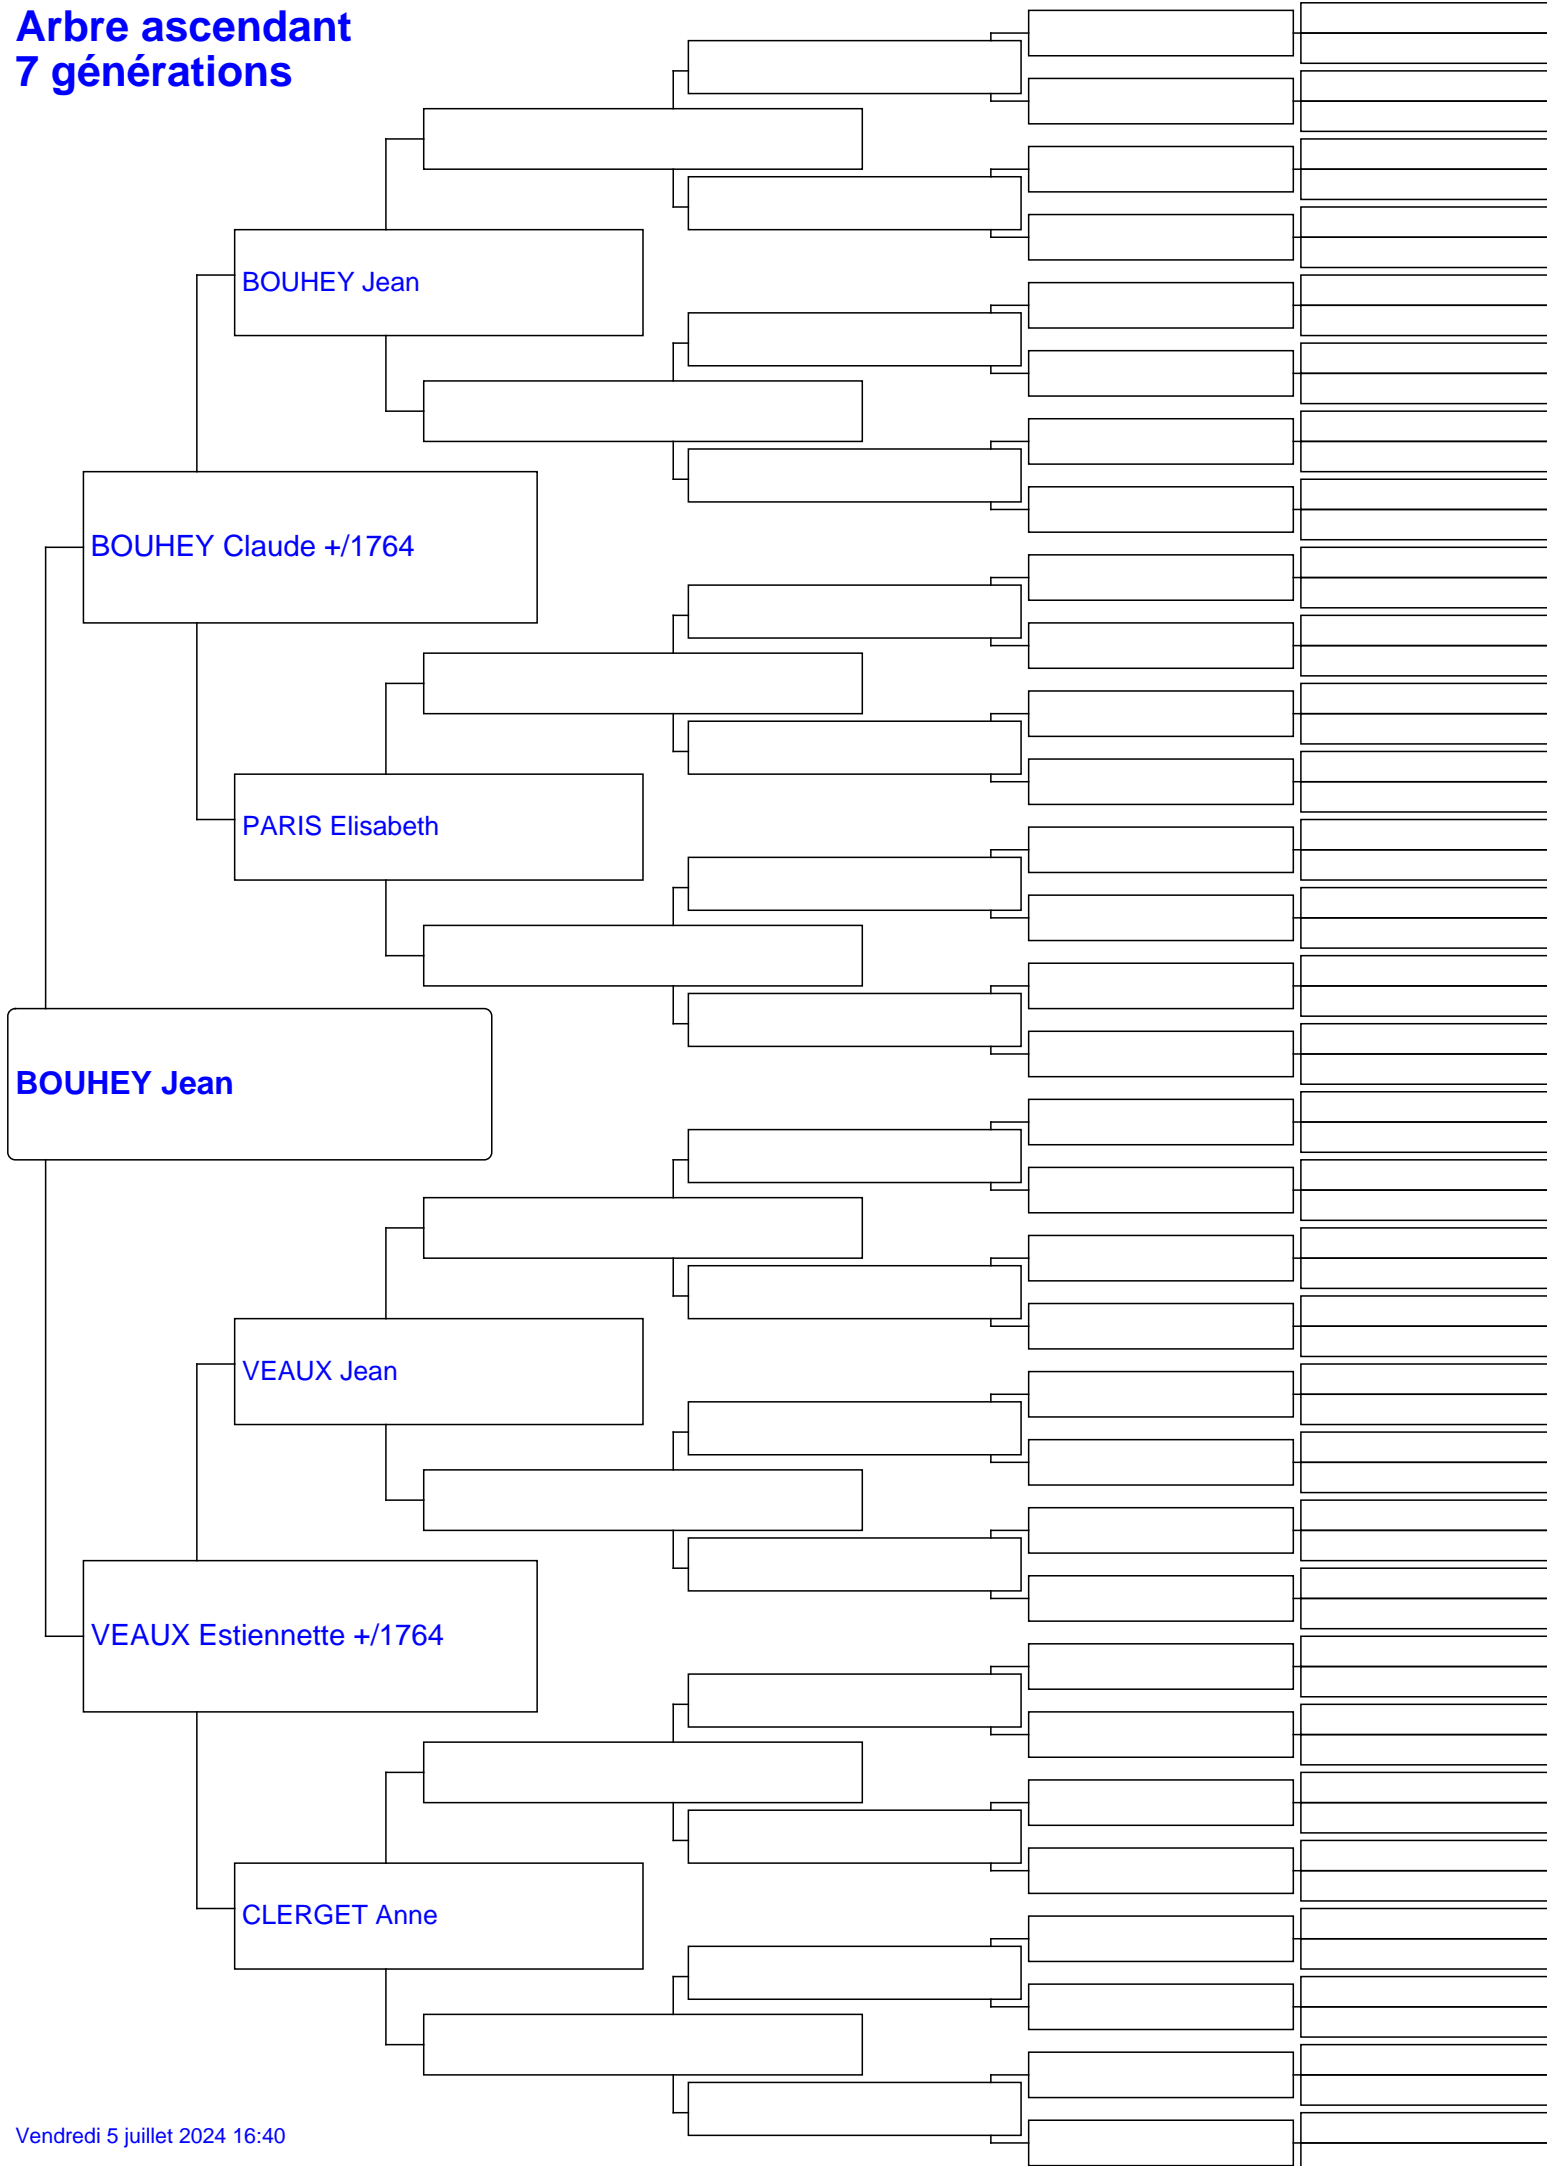 Arbre ascendant
7 générations
BOUHEY Jean
BOUHEY Claude +/1764
PARIS Elisabeth
BOUHEY Jean
VEAUX Jean
VEAUX Estiennette +/1764
CLERGET Anne
Vendredi 5 juillet 2024 16:40